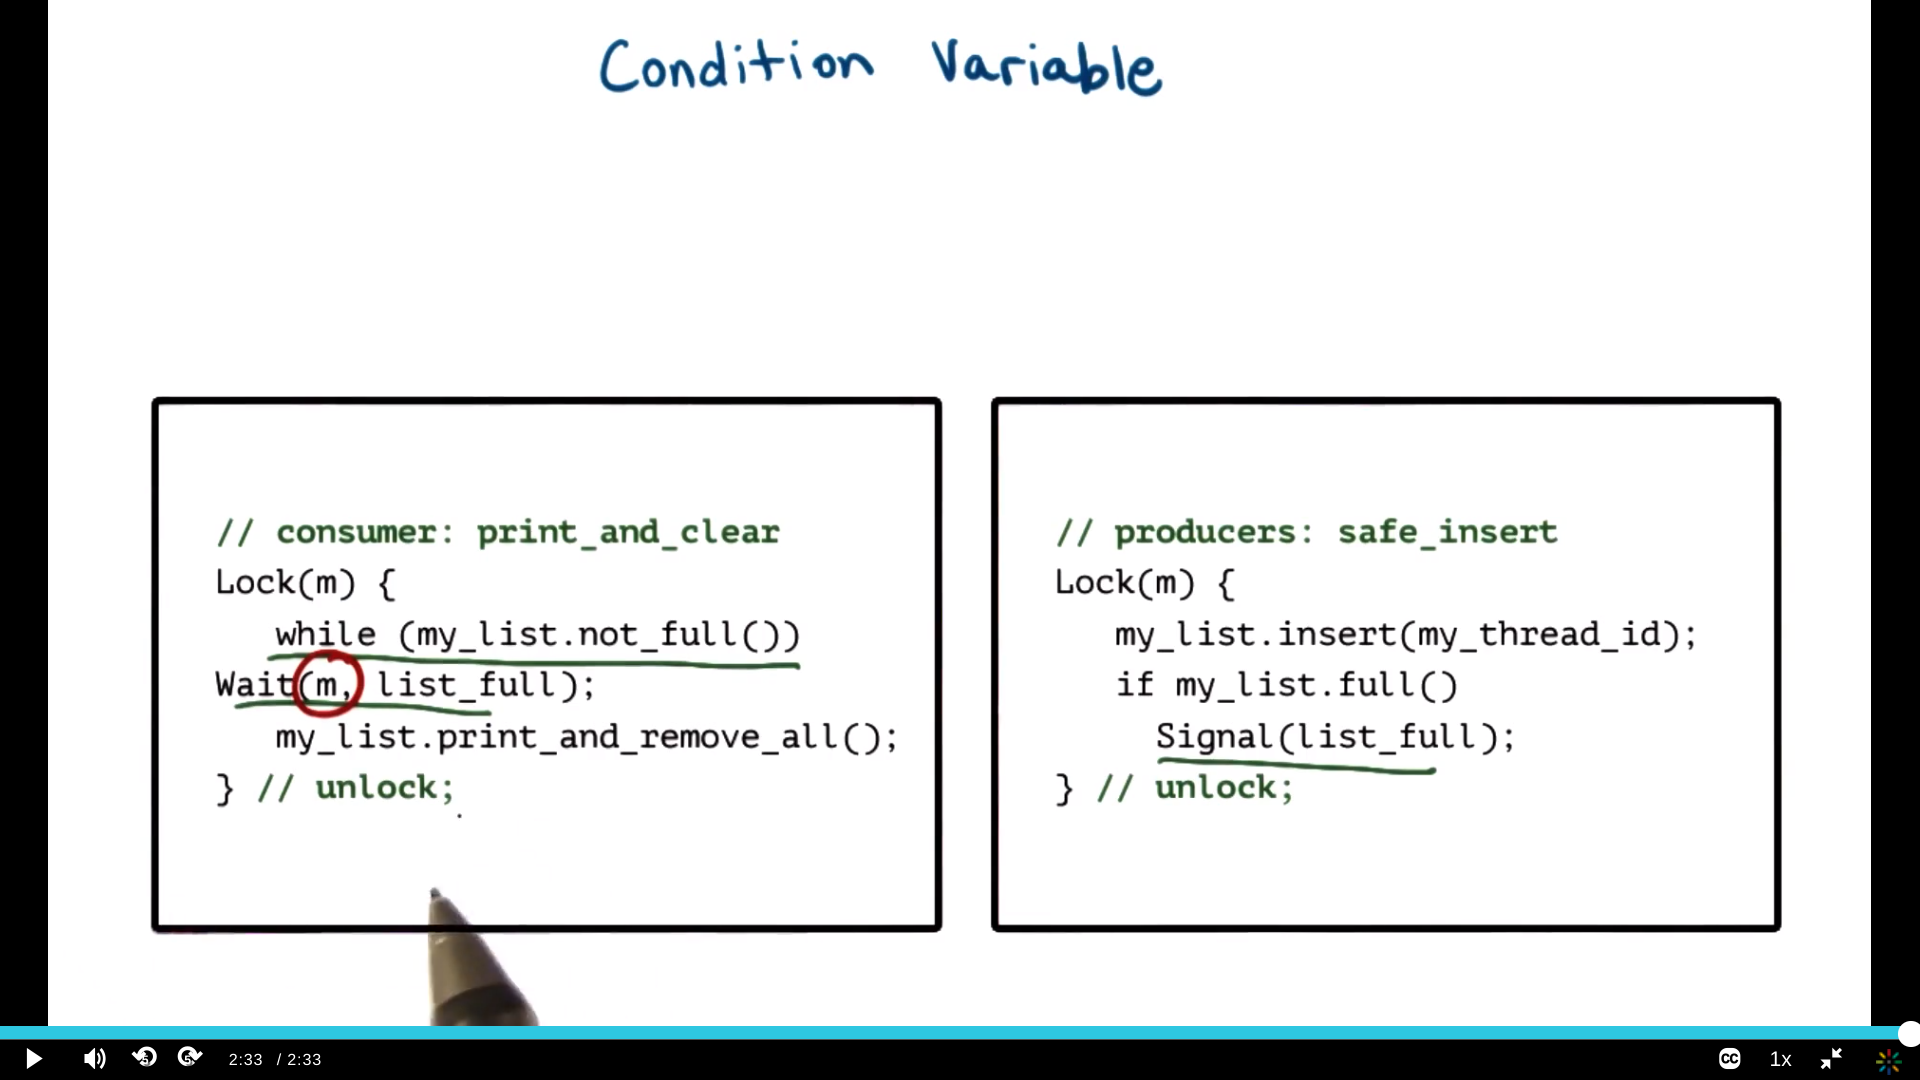 Condition Variable
// consumer: print_and_clear
Lock(m) {
while (my_list.not_full())
Wait(m, list_full);
my_list.print_and_remove_all();
} // unlock;
// producers: safe_insert
Lock(m) {
my_list.insert(my_thread_id);
if my_list.full()
Signal(list_full);
} // unlock;
2:33 / 2:33
CC
1x